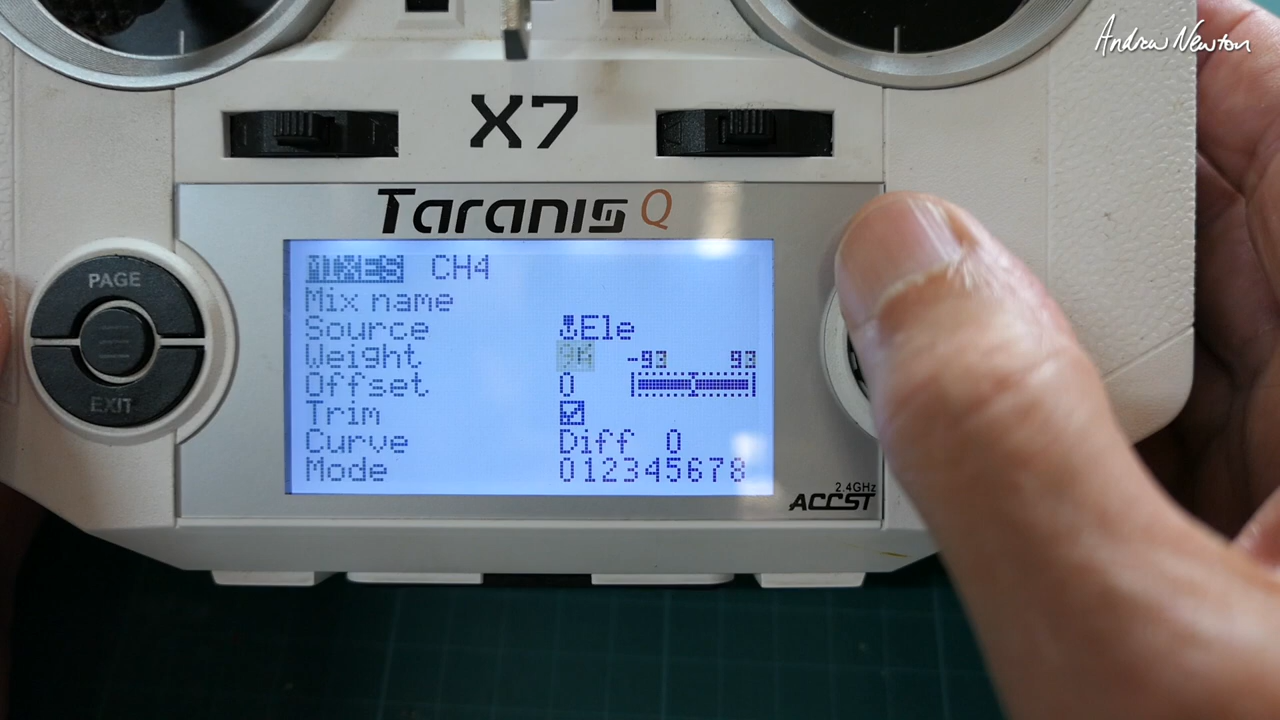 Andrew Newton
X7
Taranis Q
PAGE
EXIT
MIXES CH4
Mix name
Source Ele
Weight -93 93
Offset 0
Trim
Curve Diff 0
Mode 012345678
2.4GHz
ACCST